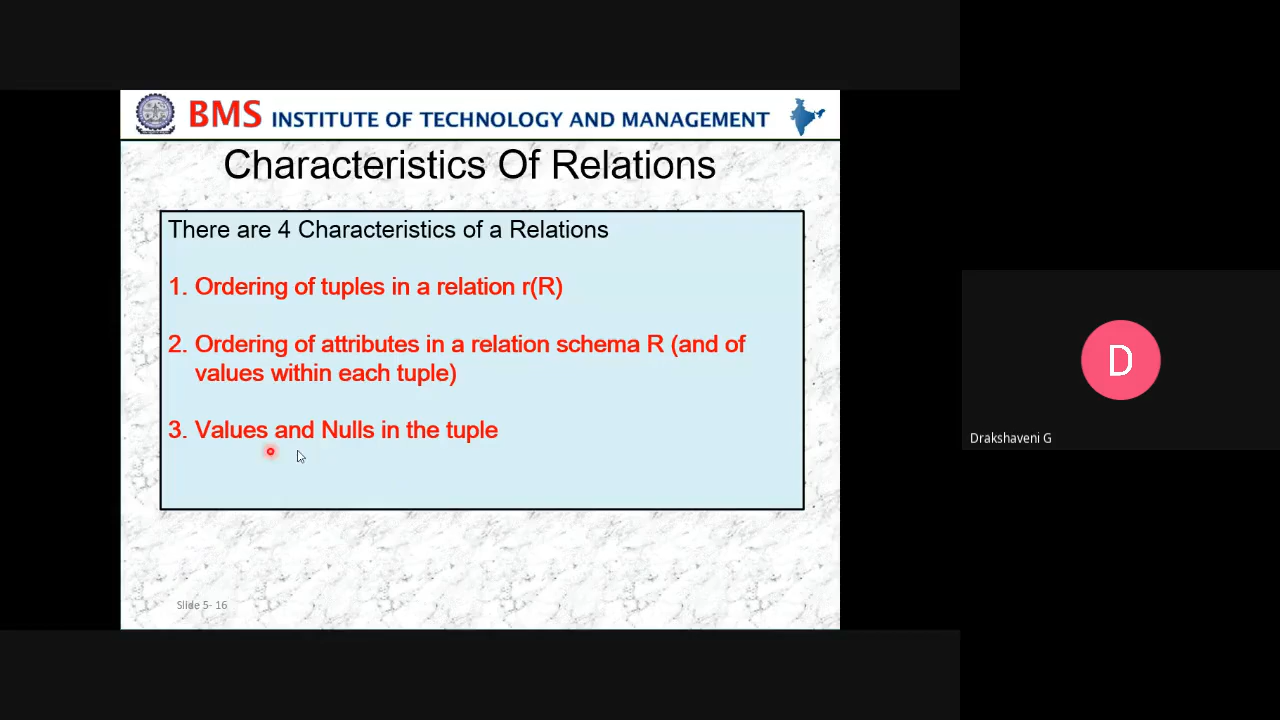 BMS INSTITUTE OF TECHNOLOGY AND MANAGEMENT
Characteristics Of Relations
There are 4 Characteristics of a Relations
1. Ordering of tuples in a relation r(R)
2. Ordering of attributes in a relation schema R (and of
values within each tuple)
3. Values and Nulls in the tuple
Slide 5- 16
D
Drakshaveni G